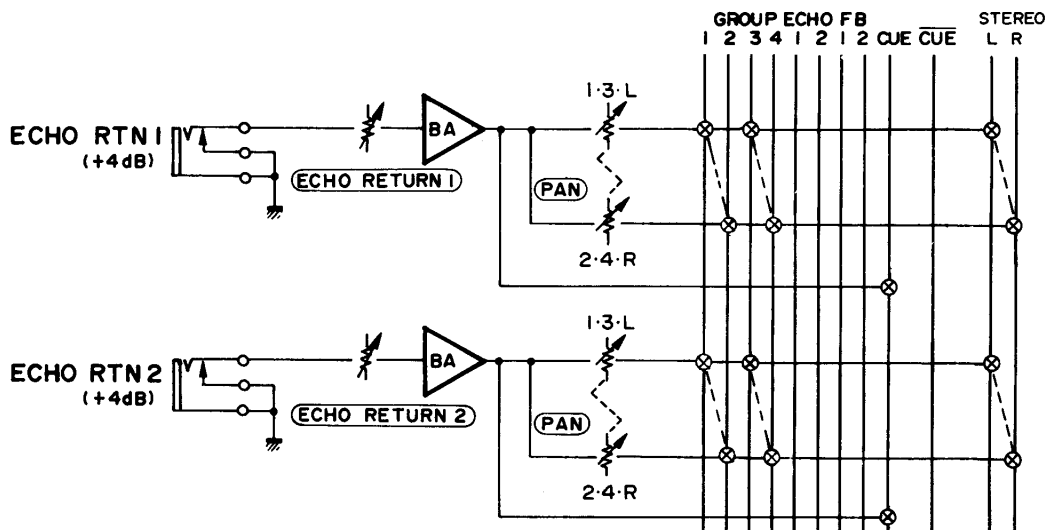 GROUP ECHO FB STEREO
1 2 3 4 1 2 1 2 CUE C̅U̅E̅ L R
1·3·L
ECHO RTN 1
(+4dB)
BA
ECHO RETURN 1
PAN
2·4·R
1·3·L
ECHO RTN 2
(+4dB)
BA
ECHO RETURN 2
PAN
2·4·R